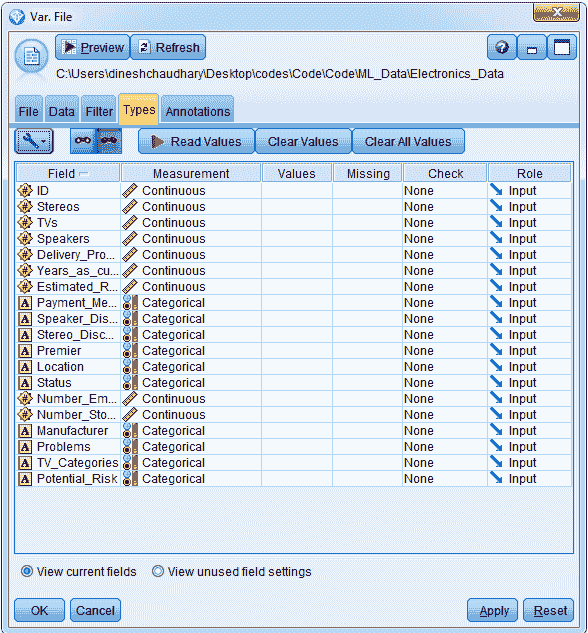 Var. File
Preview Refresh
C:\Users\dineshchaudhary\Desktop\codes\Code\Code\ML_Data\Electronics_Data
File Data Filter Types Annotations
Read Values Clear Values Clear All Values
Field Measurement Values Missing Check Role
ID Continuous None Input
Stereos Continuous None Input
TVs Continuous None Input
Speakers Continuous None Input
Delivery_Pro... Continuous None Input
Years_as_cu... Continuous None Input
Estimated_R... Continuous None Input
A Payment_Me... Categorical None Input
A Speaker_Dis... Categorical None Input
A Stereo_Disc... Categorical None Input
A Premier Categorical None Input
A Location Categorical None Input
A Status Categorical None Input
Number_Em... Continuous None Input
Number_Sto... Continuous None Input
A Manufacturer Categorical None Input
A Problems Categorical None Input
A TV_Categories Categorical None Input
A Potential_Risk Categorical None Input
View current fields View unused field settings
OK Cancel Apply Reset